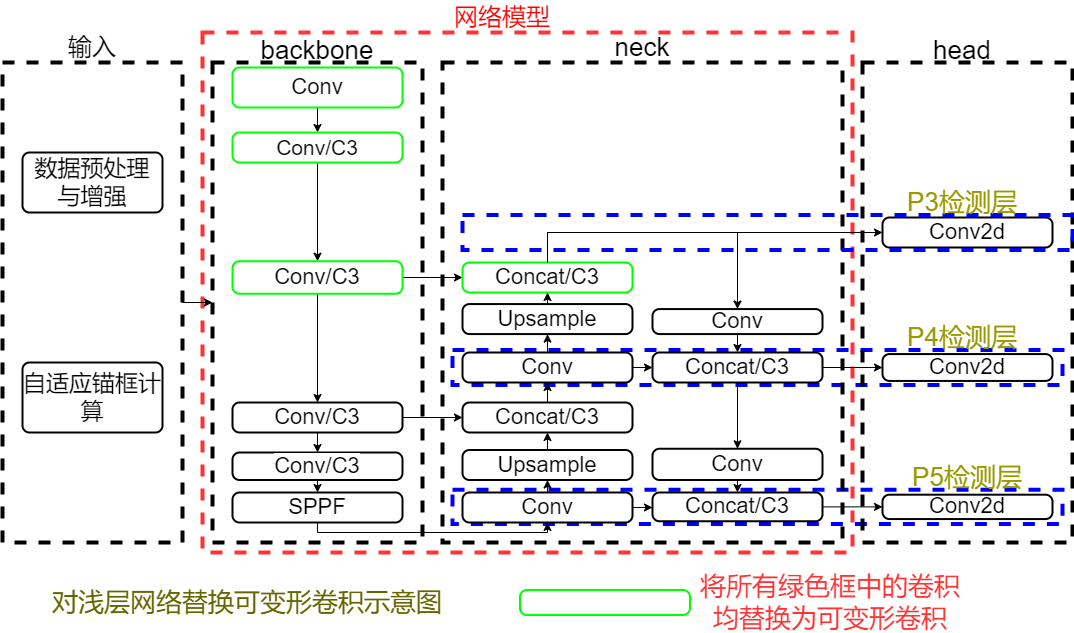 网络模型
输入
backbone
neck
head
数据预处理
与增强
自适应锚框计
算
Conv
Conv/C3
Conv/C3
Conv/C3
Conv/C3
SPPF
Concat/C3
Upsample
Conv
Concat/C3
Upsample
Conv
Conv
Concat/C3
Conv
Concat/C3
P3检测层
Conv2d
P4检测层
Conv2d
P5检测层
Conv2d
对浅层网络替换可变形卷积示意图
将所有绿色框中的卷积
均替换为可变形卷积